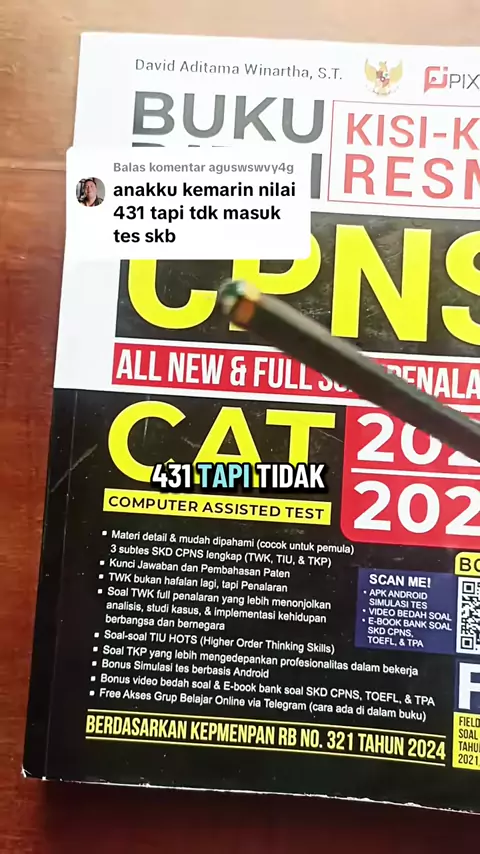 David Aditama Winartha, S.T.
PIX
BUKU
KISI-K
RESM
Balas komentar aguswswvy4g
anakku kemarin nilai
431 tapi tdk masuk
tes skb
CPNS
ALL NEW & FULL
CAT
431 TAPI TIDAK
COMPUTER ASSISTED TEST
Materi detail & mudah dipahami (cocok untuk pemula)
3 subtes SKD CPNS lengkap (TWK, TIU, & TKP)
Kunci Jawaban dan Pembahasan Paten
TWK bukan hafalan lagi, tapi Penalaran
Soal TWK full penalaran yang lebih menonjolkan
analisis, studi kasus, & implementasi kehidupan
berbangsa dan bernegara
Soal-soal TIU HOTS (Higher Order Thinking Skills)
Soal TKP yang lebih mengedepankan profesionalitas dalam bekerja
Bonus Simulasi tes berbasis Android
Bonus video bedah soal & E-book bank soal SKD CPNS, TOEFL, & TPA
Free Akses Grup Belajar Online via Telegram (cara ada di dalam buku)
SCAN ME!
APK ANDROID
SIMULASI TES
VIDEO BEDAH SOAL
E-BOOK BANK SOAL
SKD CPNS,
TOEFL, & TPA
BERDASARKAN KEPMENPAN RB NO. 321 TAHUN 2024
FIELD
SOAL
TAHU
2021,